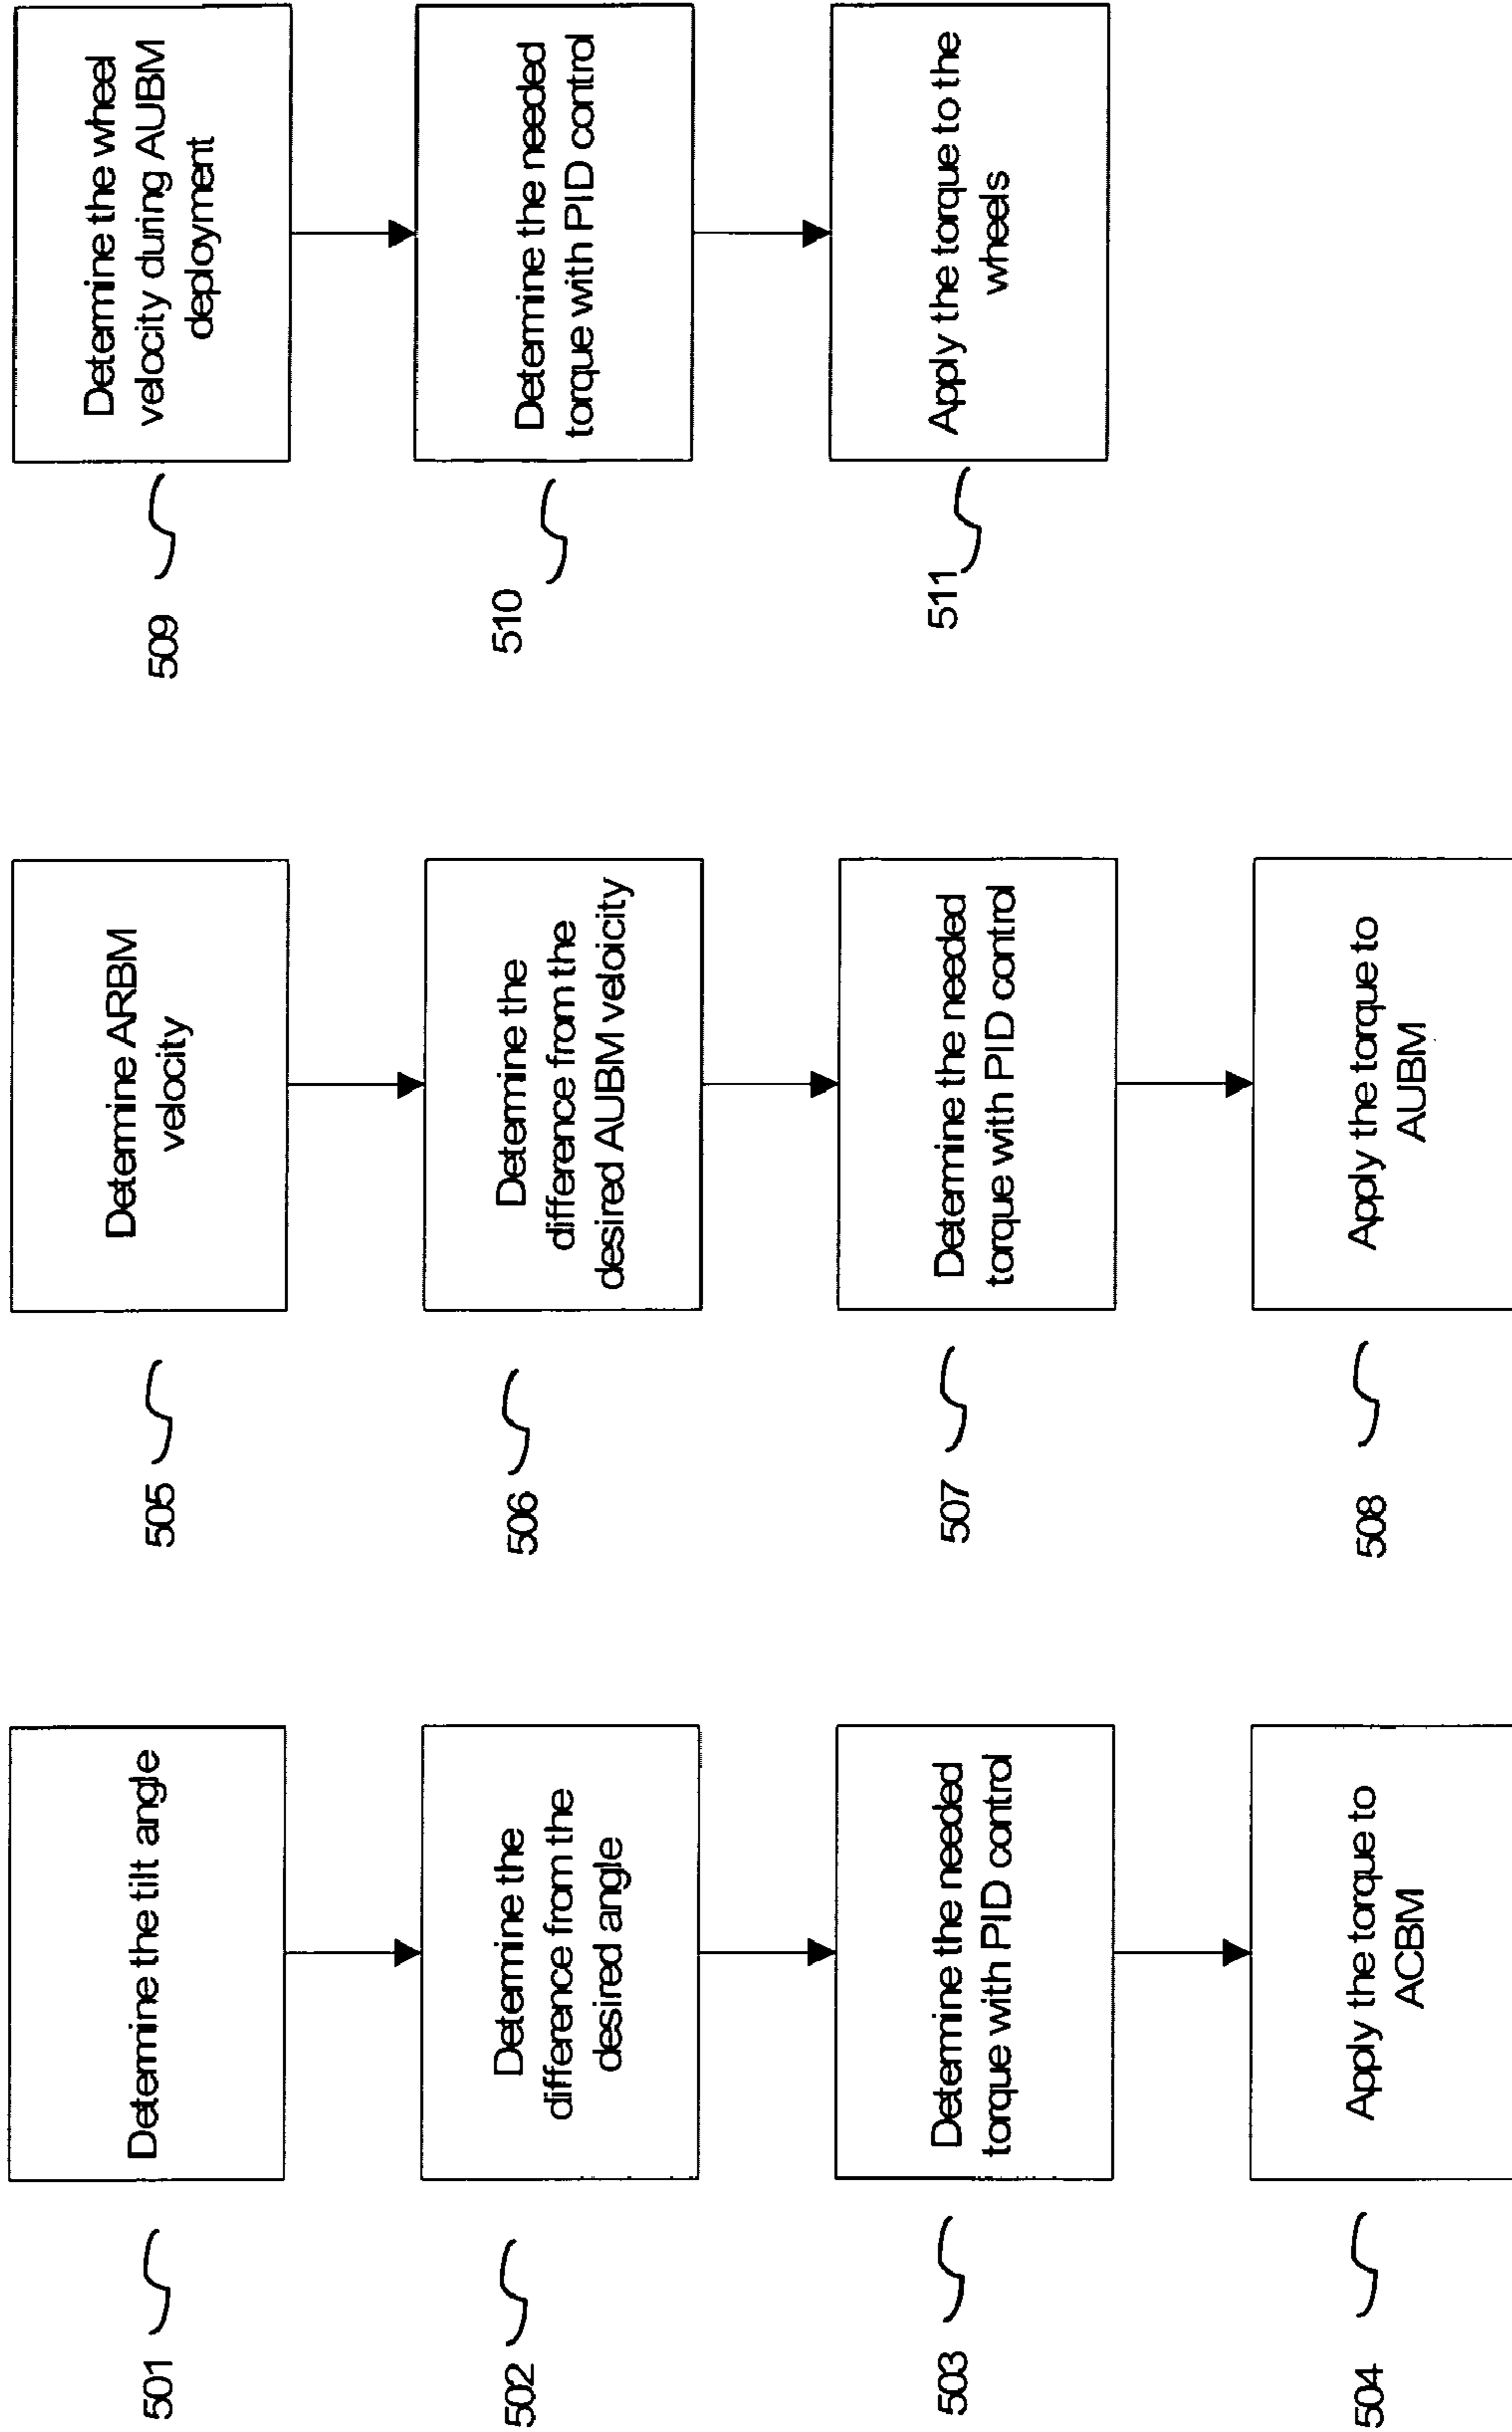 501
Determine the tilt angle
502
Determine the
difference from the
desired angle
503
Determine the needed
torque with PID control
504
Apply the torque to
ACBM
505
Determine ARBM
velocity
506
Determine the
difference from the
desired AUBM veloicity
507
Determine the needed
torque with PID control
508
Apply the torque to
AUBM
509
Determine the wheel
velocity during AUBM
deployment
510
Determine the needed
torque with PID control
511
Apply the torque to the
wheels